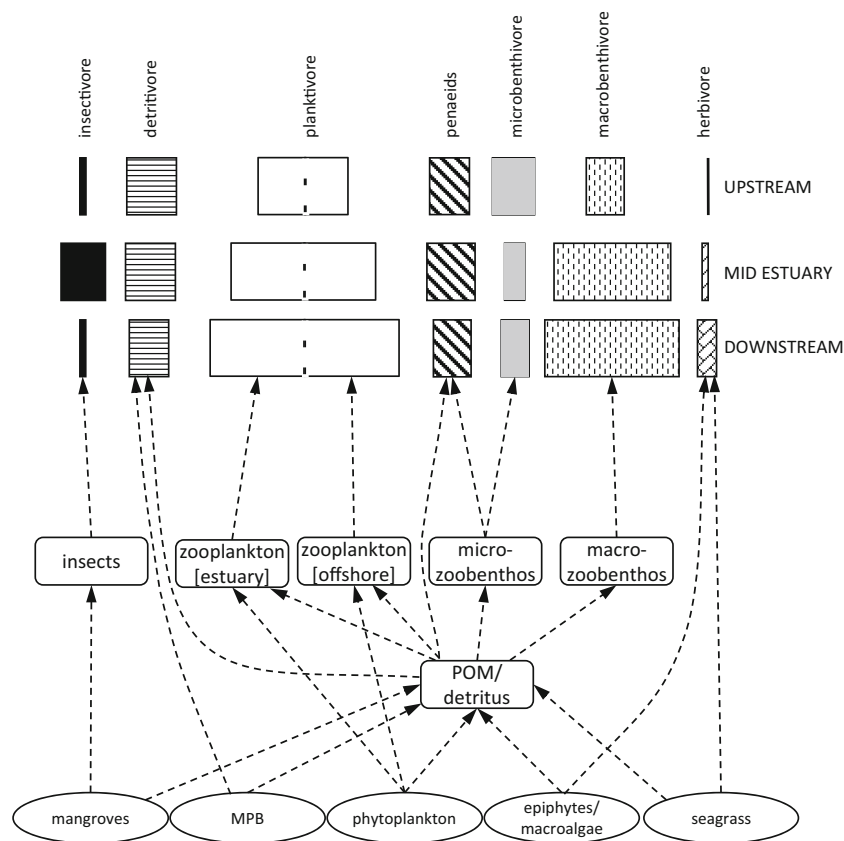 insectivore
detritivore
planktivore
penaeids
microbenthivore
macrobenthivore
herbivore
UPSTREAM
MID ESTUARY
DOWNSTREAM
insects
zooplankton
[estuary]
zooplankton
[offshore]
micro-
zoobenthos
macro-
zoobenthos
POM/
detritus
mangroves
MPB
phytoplankton
epiphytes/
macroalgae
seagrass